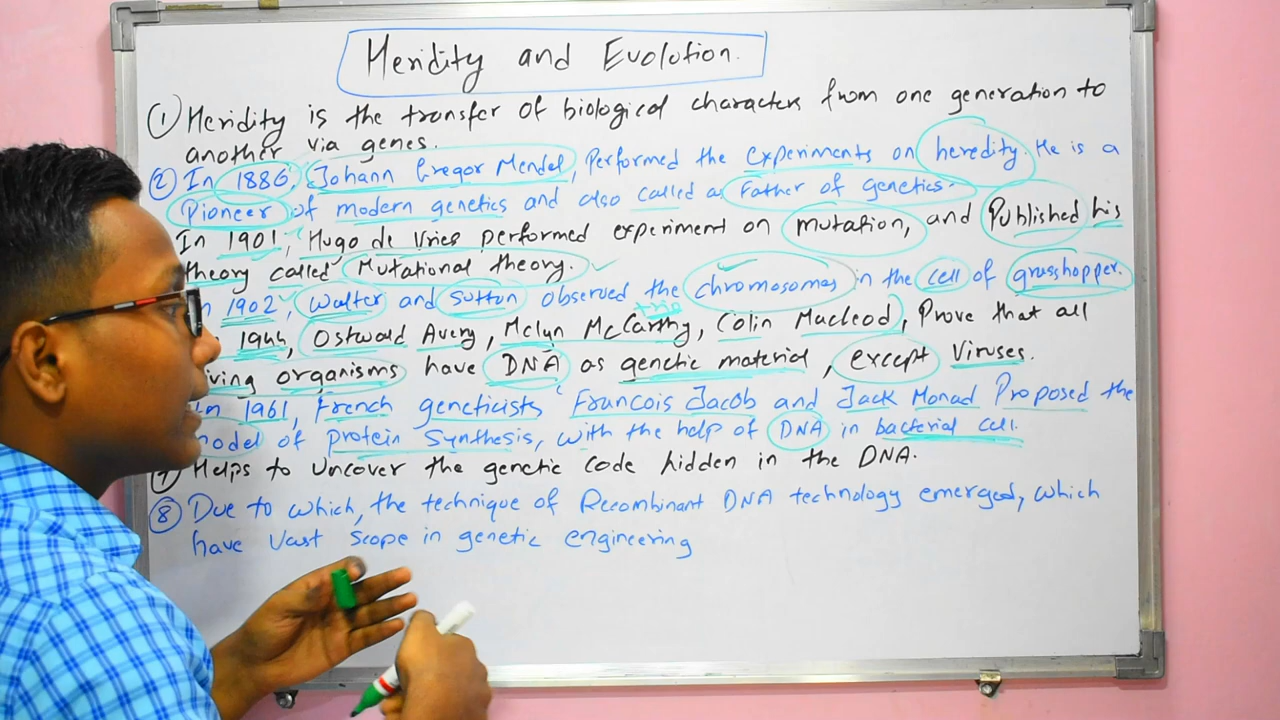 Heridity and Evolution.
① Heridity is the transfer of biological characters from one generation to
another via genes.
② In 1886, Johann Gregor Mendel, Performed the experiments on heredity. He is a
Pioneer of modern genetics and also called as Father of genetics.
In 1901, Hugo de Vries performed experiment on mutation, and Published his
theory called Mutational theory.
1902, Walter and Sutton observed the chromosomes in the cell of grasshopper.
1944, Ostwald Avery, Mclyn McCarthy, Colin Macleod, Prove that all
living organisms have DNA as genetic material, except Viruses.
In 1961, French geneticists Francois Jacob and Jack Monad Proposed the
model of Protein Synthesis, with the help of DNA in bacterial cell.
⑦ Helps to Uncover the genetic code hidden in the DNA.
⑧ Due to which, the technique of Recombinant DNA technology emerged, which
have Vast Scope in genetic engineering